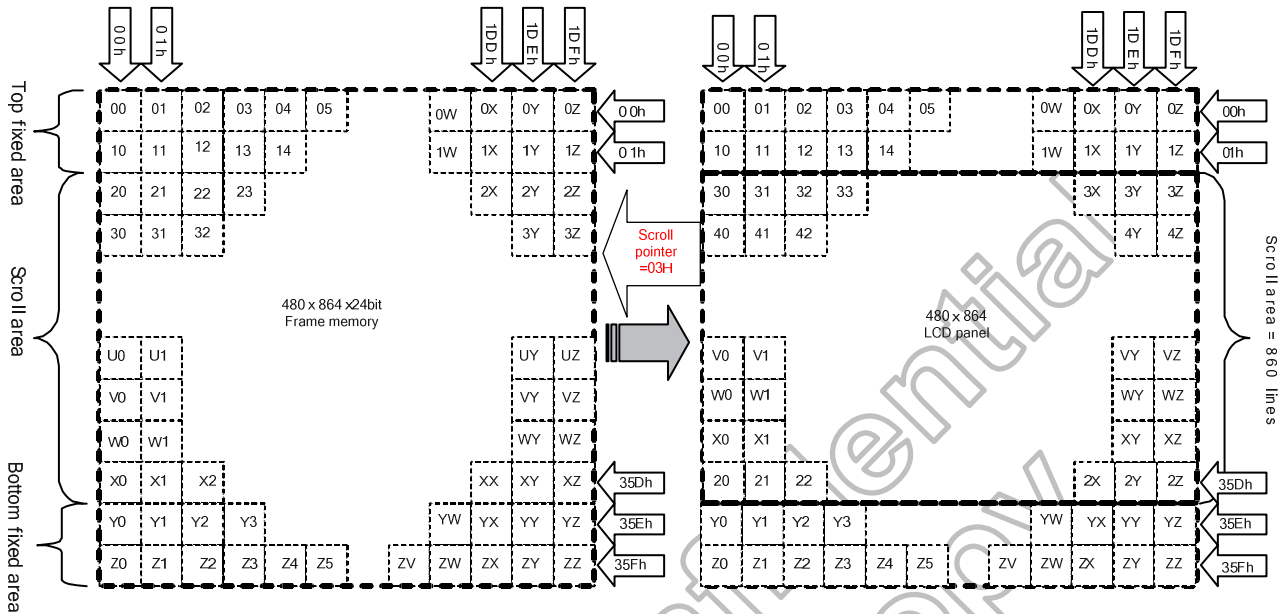 00h 01h 1DDh 1DEh 1DFh
00h 01h 1DDh 1DEh 1DFh
Top fixed area
Scroll area
Bottom fixed area
00 01 02 03 04 05 0W 0X 0Y 0Z 00h
10 11 12 13 14 1W 1X 1Y 1Z 01h
20 21 22 23 2X 2Y 2Z
30 31 32 3Y 3Z
480 x 864 x24bit
Frame memory
U0 U1 UY UZ
V0 V1 VY VZ
W0 W1 WY WZ
X0 X1 X2 XX XY XZ 35Dh
Y0 Y1 Y2 Y3 YW YX YY YZ 35Eh
Z0 Z1 Z2 Z3 Z4 Z5 ZV ZW ZX ZY ZZ 35Fh
Scroll
pointer
=03H
00 01 02 03 04 05 0W 0X 0Y 0Z 00h
10 11 12 13 14 1W 1X 1Y 1Z 01h
30 31 32 33 3X 3Y 3Z
40 41 42 4Y 4Z
480 x 864
LCD panel
V0 V1 VY VZ
W0 W1 WY WZ
X0 X1 XY XZ
20 21 22 2X 2Y 2Z 35Dh
Y0 Y1 Y2 Y3 YW YX YY YZ 35Eh
Z0 Z1 Z2 Z3 Z4 Z5 ZV ZW ZX ZY ZZ 35Fh
Scroll area = 860 lines